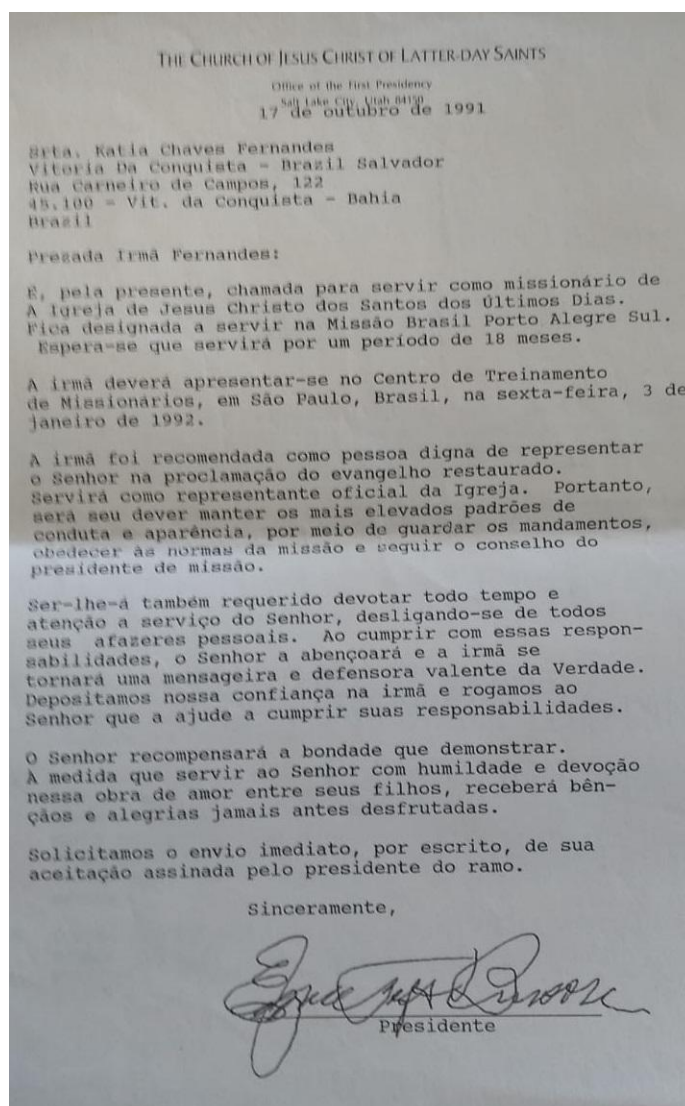 THE CHURCH OF JESUS CHRIST OF LATTER-DAY SAINTS
Office of the First Presidency
Salt Lake City, Utah 84150
17 de outubro de 1991
Srta. Katia Chaves Fernandes
Vitoria Da Conquista - Brazil Salvador
Rua Carneiro de Campos, 122
45.100 - Vit. da Conquista - Bahia
Brazil
Prezada Irmã Fernandes:
É, pela presente, chamada para servir como missionário de
A Igreja de Jesus Christo dos Santos dos Últimos Dias.
Fica designada a servir na Missão Brasil Porto Alegre Sul.
Espera-se que servirá por um período de 18 meses.
A irmã deverá apresentar-se no Centro de Treinamento
de Missionários, em São Paulo, Brasil, na sexta-feira, 3 de
janeiro de 1992.
A irmã foi recomendada como pessoa digna de representar
o Senhor na proclamação do evangelho restaurado.
Servirá como representante oficial da Igreja. Portanto,
será seu dever manter os mais elevados padrões de
conduta e aparência, por meio de guardar os mandamentos,
obedecer às normas da missão e seguir o conselho do
presidente de missão.
Ser-lhe-á também requerido devotar todo tempo e
atenção a serviço do Senhor, desligando-se de todos
seus afazeres pessoais. Ao cumprir com essas respon-
sabilidades, o Senhor a abençoará e a irmã se
tornará uma mensageira e defensora valente da Verdade.
Depositamos nossa confiança na irmã e rogamos ao
Senhor que a ajude a cumprir suas responsabilidades.
O Senhor recompensará a bondade que demonstrar.
À medida que servir ao Senhor com humildade e devoção
nessa obra de amor entre seus filhos, receberá bên-
çãos e alegrias jamais antes desfrutadas.
Solicitamos o envio imediato, por escrito, de sua
aceitação assinada pelo presidente do ramo.
Sinceramente,
Presidente